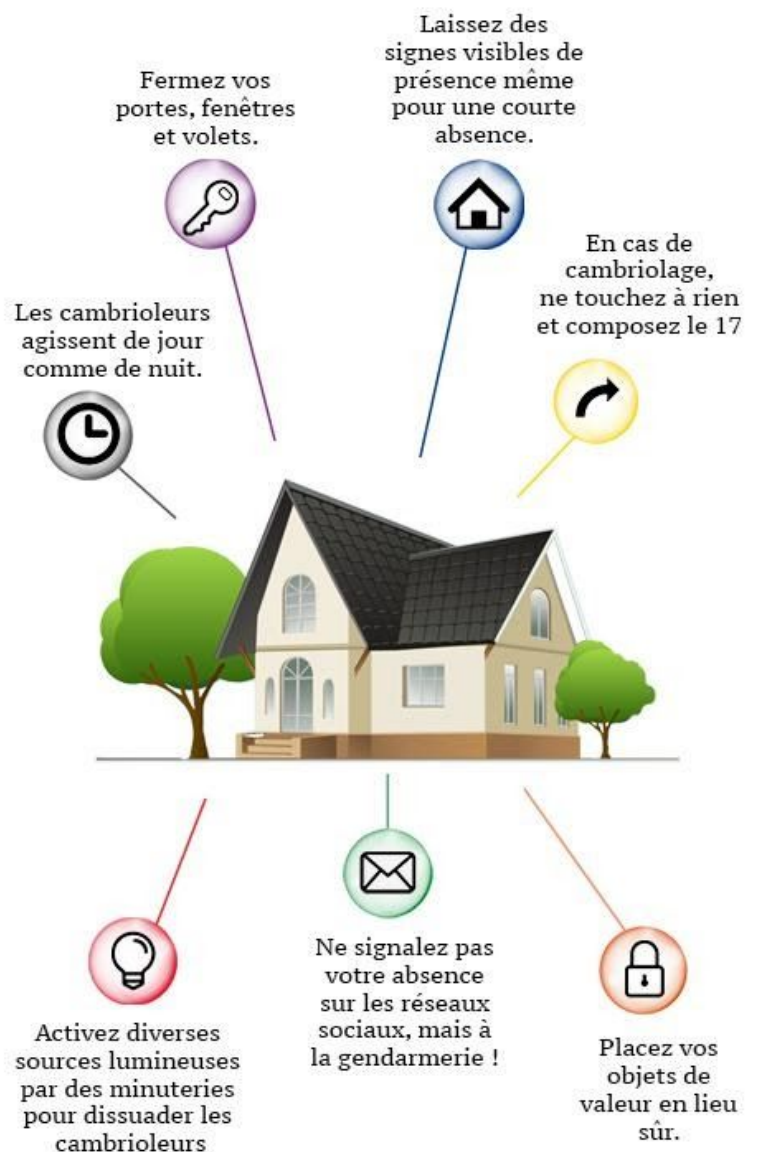 Laissez des
signes visibles de
présence même
pour une courte
absence.
Fermez vos
portes, fenêtres
et volets.
En cas de
cambriolage,
ne touchez à rien
et composez le 17
Les cambrioleurs
agissent de jour
comme de nuit.
Ne signalez pas
votre absence
sur les réseaux
sociaux, mais à
la gendarmerie !
Activez diverses
sources lumineuses
par des minuteries
pour dissuader les
cambrioleurs
Placez vos
objets de
valeur en lieu
sûr.